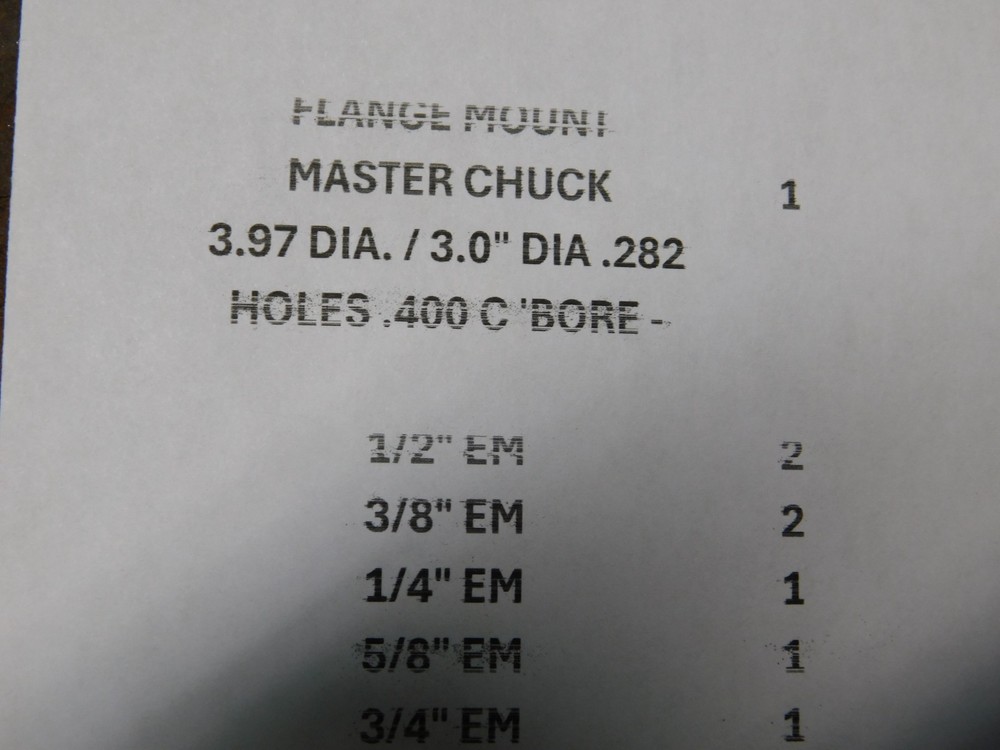 FLANGE MOUNT
MASTER CHUCK 1
3.97 DIA. / 3.0" DIA .282
HOLES .400 C 'BORE -
1/2" EM 2
3/8" EM 2
1/4" EM 1
5/8" EM 1
3/4" EM 1